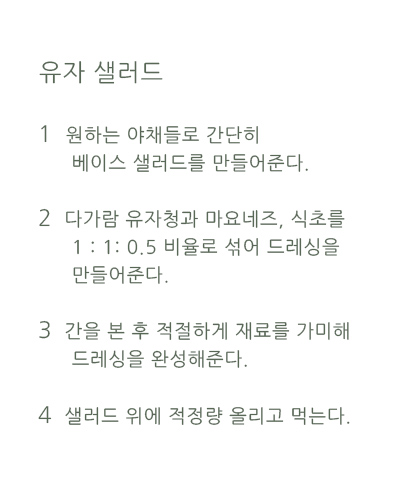 유자 샐러드
1 원하는 야채들로 간단히
베이스 샐러드를 만들어준다.
2 다가람 유자청과 마요네즈, 식초를
1 : 1: 0.5 비율로 섞어 드레싱을
만들어준다.
3 간을 본 후 적절하게 재료를 가미해
드레싱을 완성해준다.
4 샐러드 위에 적정량 올리고 먹는다.